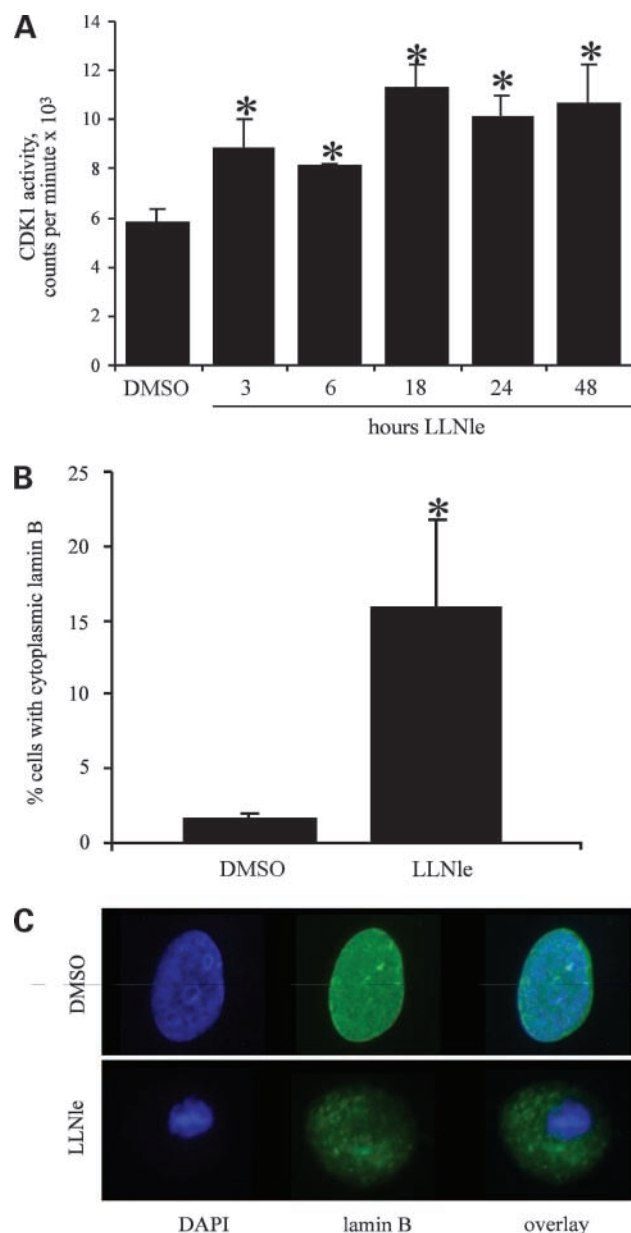 A
14
12
10
8
6
4
2
0
CDK1 activity,
counts per minute x 10³
*
*
*
*
*
DMSO 3 6 18 24 48
hours LLNle
B
25
20
15
10
5
0
% cells with cytoplasmic lamin B
*
DMSO LLNle
C
DMSO
LLNle
DAPI lamin B overlay